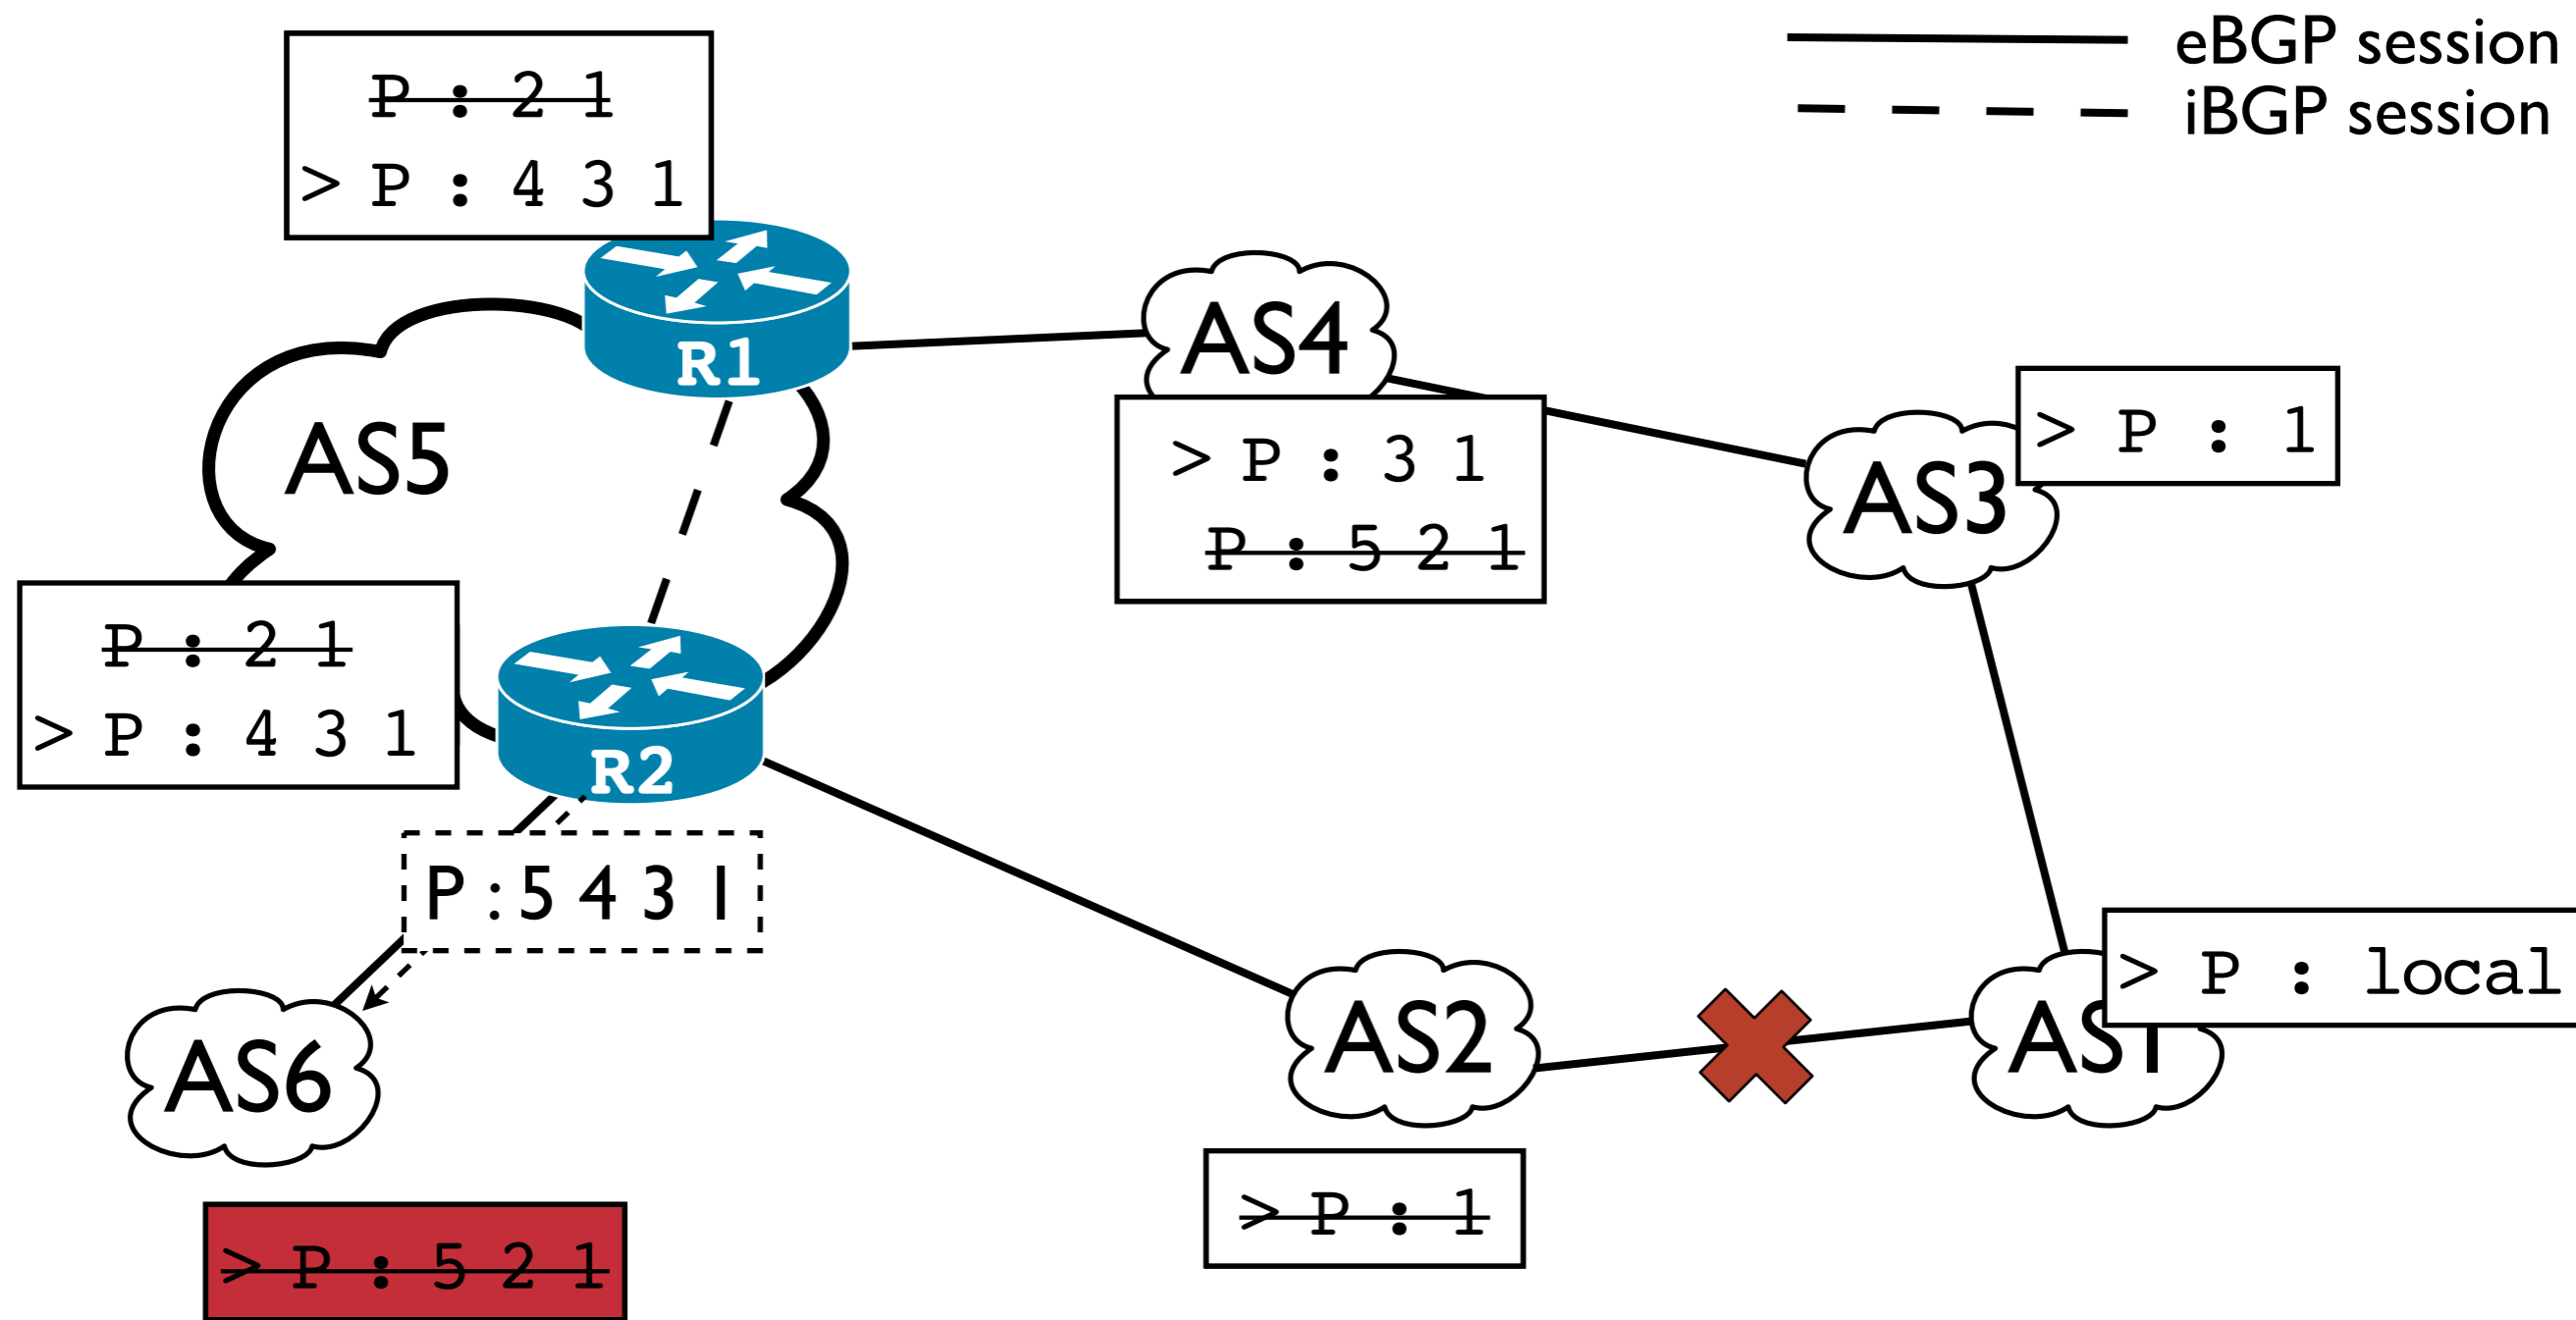 eBGP session
iBGP session
P : 2 1
> P : 4 3 1
R1
AS4
AS5
> P : 3 1
P : 5 2 1
AS3
> P : 1
P : 2 1
> P : 4 3 1
R2
P : 5 4 3 1
AS2
AS1
> P : local
AS6
> P : 1
> P : 5 2 1